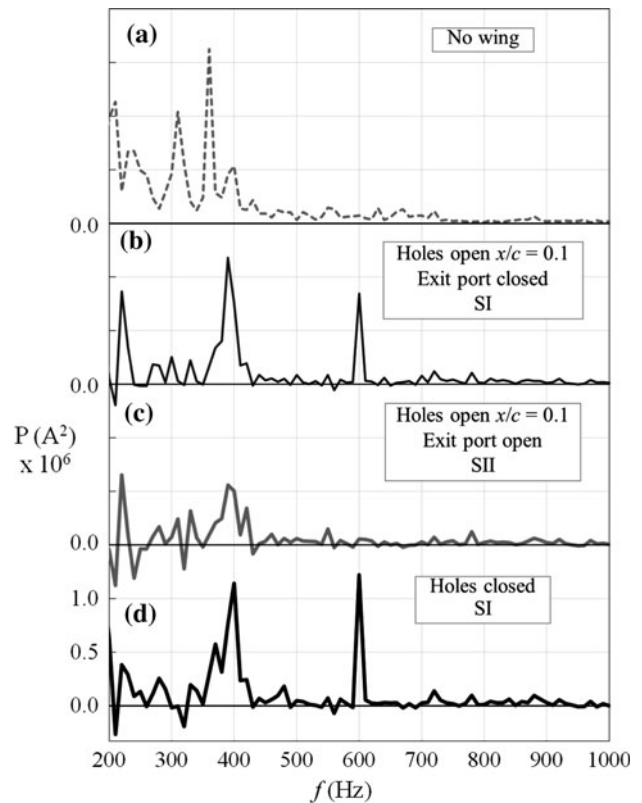 (a)
No wing
0.0
(b)
Holes open x/c = 0.1
Exit port closed
SI
0.0
(c)
Holes open x/c = 0.1
Exit port open
SII
P (A²)
x 10⁶
0.0
(d)
Holes closed
SI
1.0
0.5
0.0
200 300 400 500 600 700 800 900 1000
f (Hz)